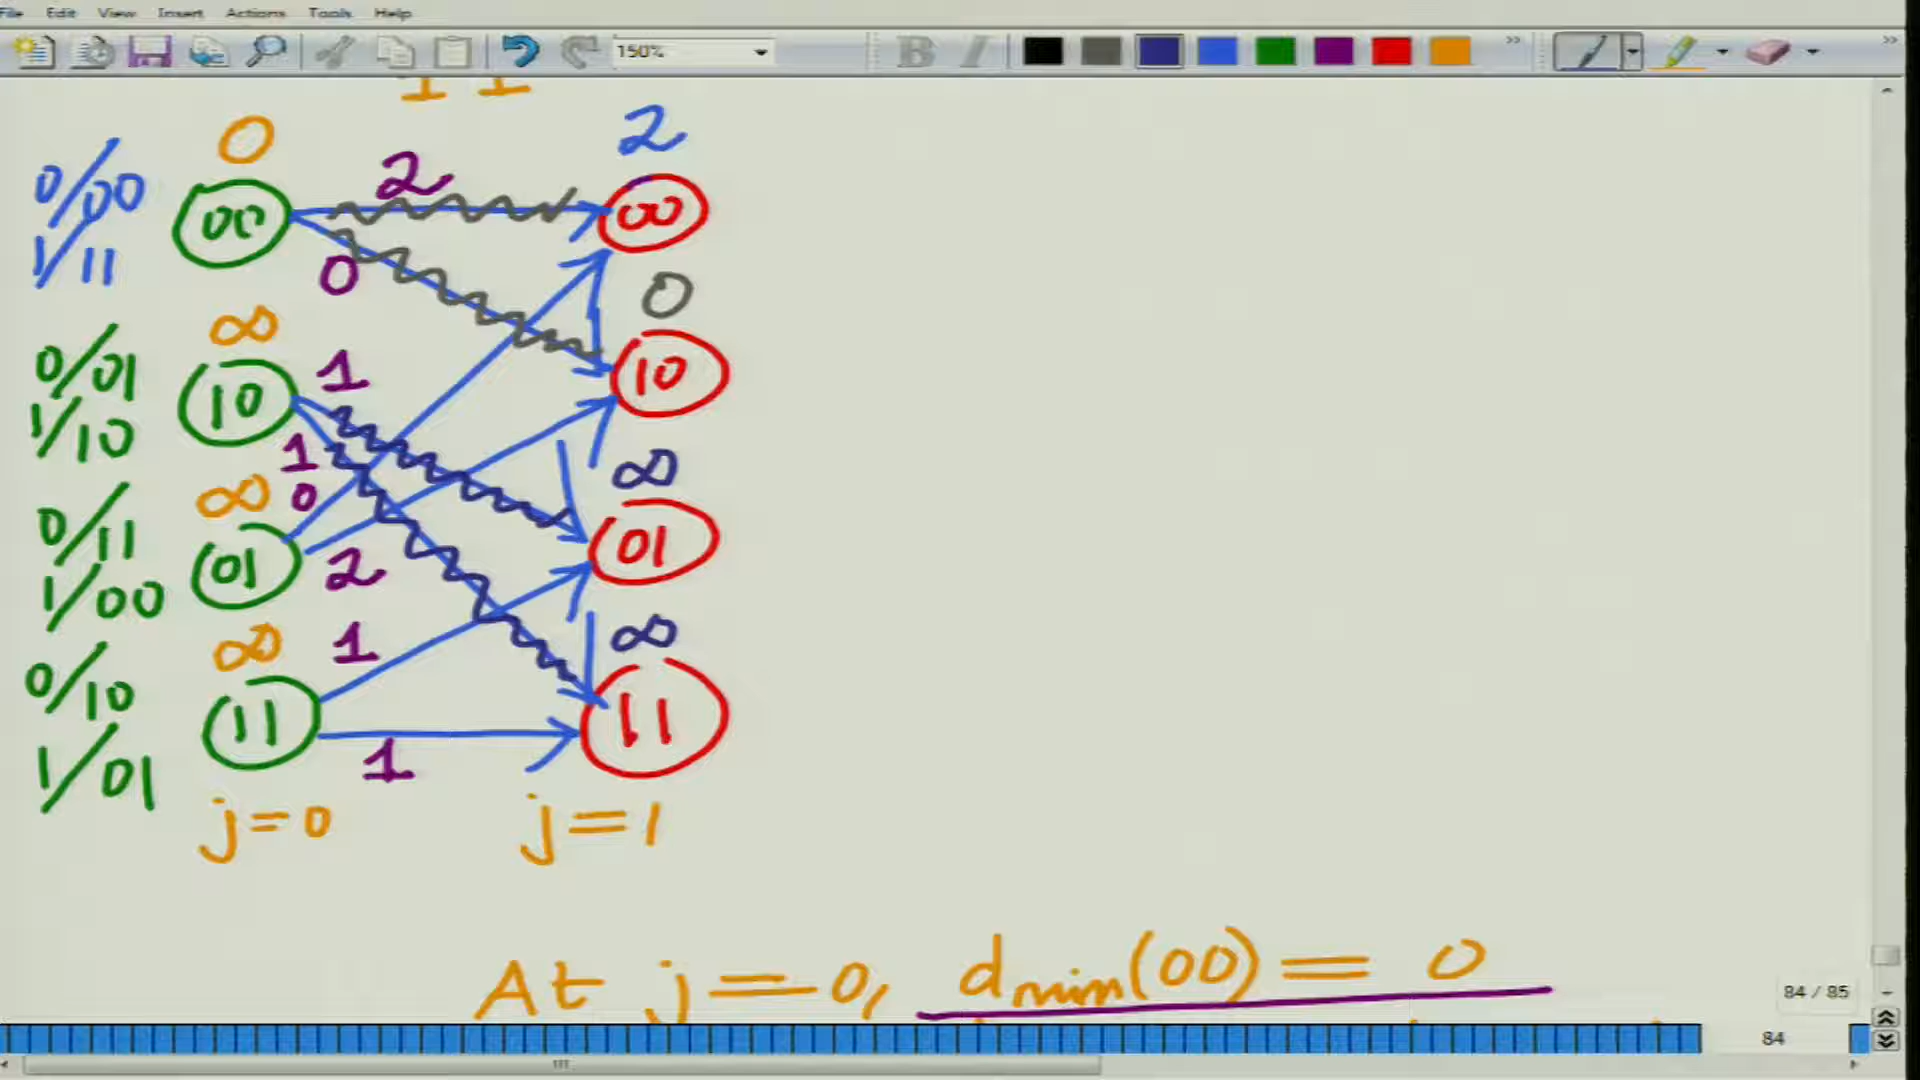 File Edit View Insert Actions Tools Help
150%
1 1
0 2
0/00 00 2 00
1/11 0 0
∞
0/01 10 1 10
1/10 1
∞ 0 ∞
0/11 01 2 01
1/00
∞ 1 ∞
0/10 11 11
1/01 1
j=0 j=1
At j=0, dmin(00) = 0
84 / 85
84